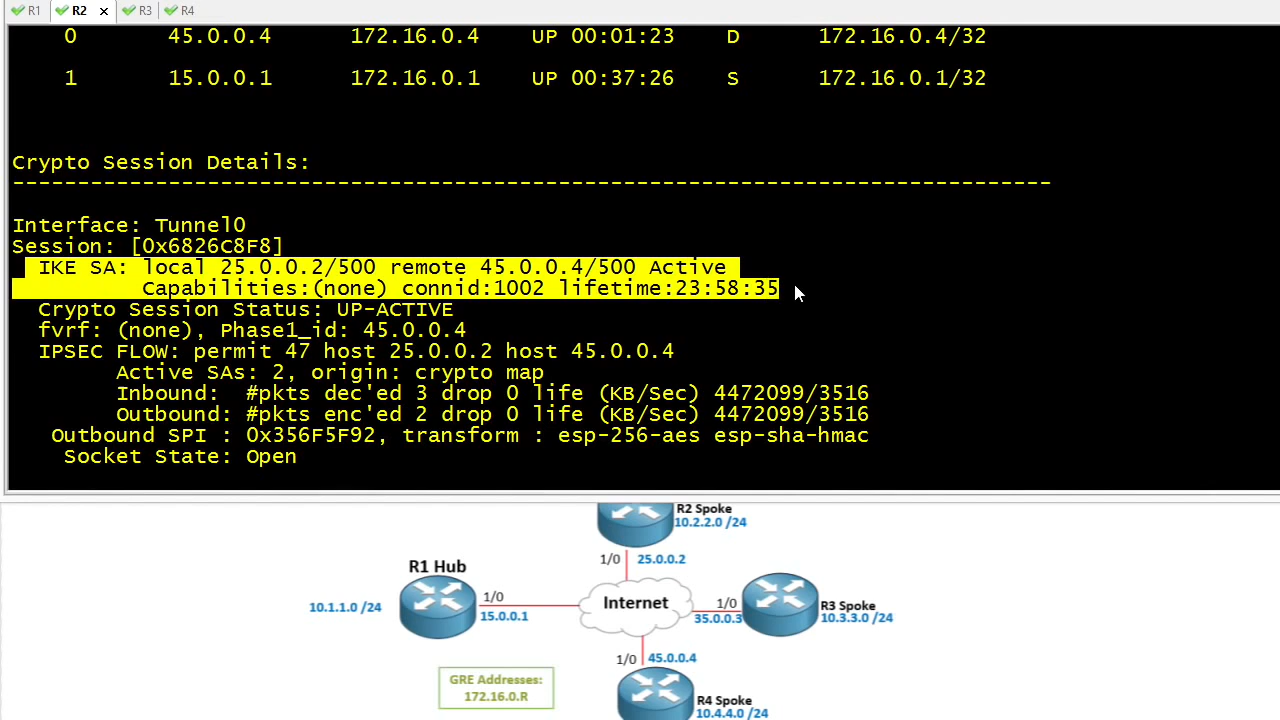 R1 R2 × R3 R4
0 45.0.0.4 172.16.0.4 UP 00:01:23 D 172.16.0.4/32
1 15.0.0.1 172.16.0.1 UP 00:37:26 S 172.16.0.1/32
Crypto Session Details:
--------------------------------------------------------------------------------
Interface: Tunnel0
Session: [0x6826C8F8]
IKE SA: local 25.0.0.2/500 remote 45.0.0.4/500 Active
Capabilities:(none) connid:1002 lifetime:23:58:35
Crypto Session Status: UP-ACTIVE
fvrf: (none), Phase1_id: 45.0.0.4
IPSEC FLOW: permit 47 host 25.0.0.2 host 45.0.0.4
Active SAs: 2, origin: crypto map
Inbound: #pkts dec'ed 3 drop 0 life (KB/Sec) 4472099/3516
Outbound: #pkts enc'ed 2 drop 0 life (KB/Sec) 4472099/3516
Outbound SPI : 0x356F5F92, transform : esp-256-aes esp-sha-hmac
Socket State: Open
R2 Spoke
10.2.2.0 /24
1/0 25.0.0.2
R1 Hub
10.1.1.0 /24
1/0
15.0.0.1
Internet
1/0
35.0.0.3
R3 Spoke
10.3.3.0 /24
1/0 45.0.0.4
GRE Addresses:
172.16.0.R
R4 Spoke
10.4.4.0 /24